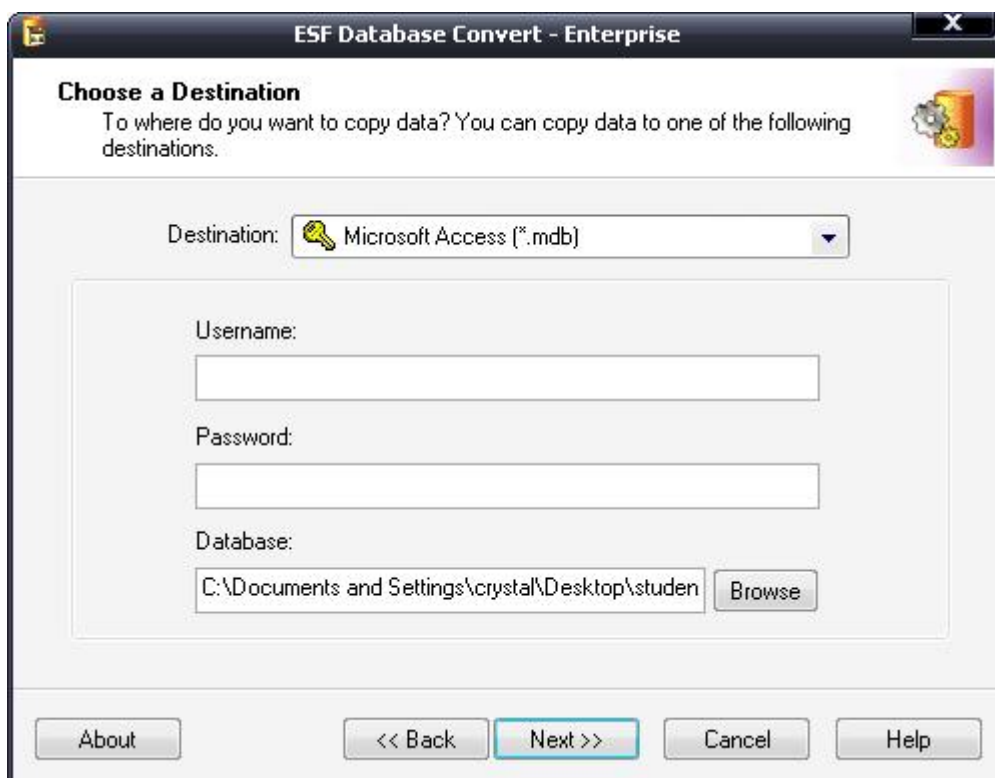 ESF Database Convert - Enterprise
X
Choose a Destination
To where do you want to copy data? You can copy data to one of the following
destinations.
Destination: Microsoft Access (*.mdb)
Username:
Password:
Database:
C:\Documents and Settings\crystal\Desktop\studen Browse
About << Back Next >> Cancel Help